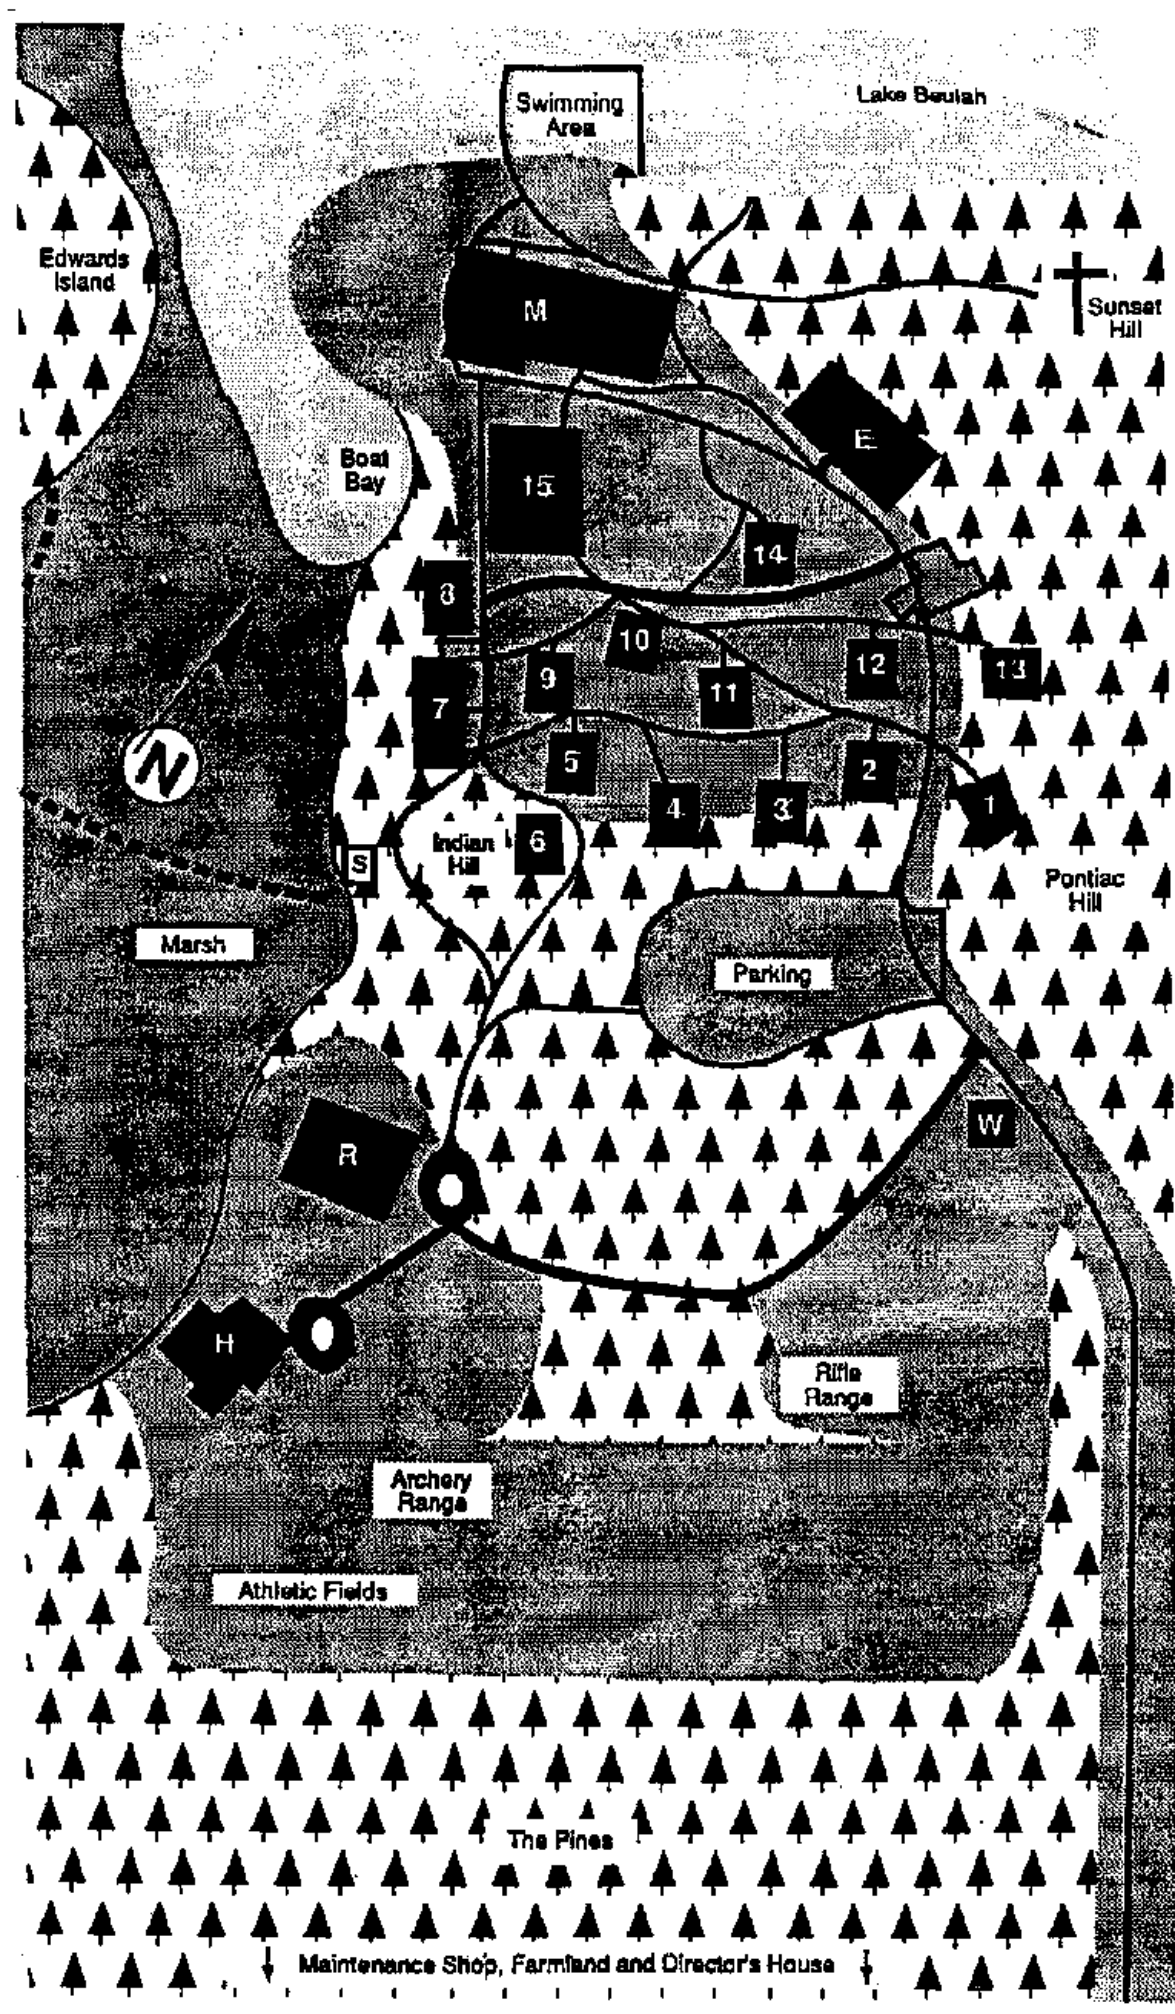 Swimming
Area
Lake Beulah
Edwards
Island
M
Sunset
Hill
E
Boat
Bay
15
14
8
10
9
12
13
11
7
5
2
4
3
1
Indian
Hill
6
S
Pontiac
Hill
N
Marsh
Parking
W
R
H
Rifle
Range
Archery
Range
Athletic Fields
The Pines
Maintenance Shop, Farmland and Director's House